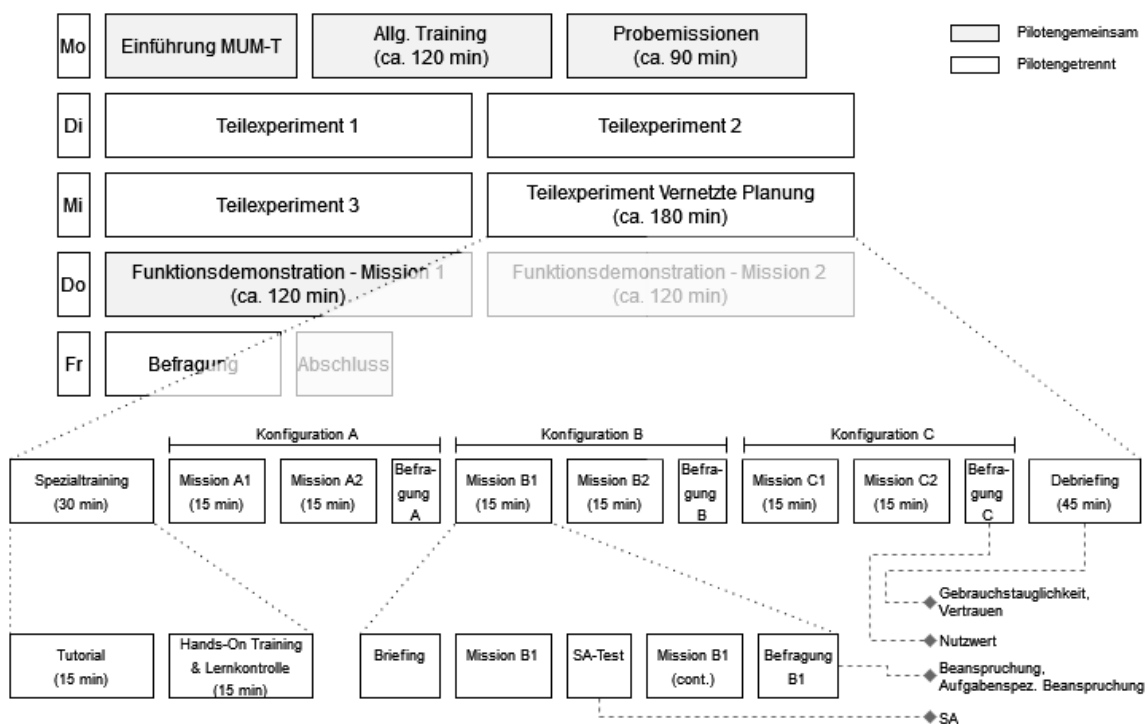 Mo
Einführung MUM-T
Allg. Training
(ca. 120 min)
Probemissionen
(ca. 90 min)
Pilotengemeinsam
Pilotengetrennt
Di
Teilexperiment 1
Teilexperiment 2
Mi
Teilexperiment 3
Teilexperiment Vernetzte Planung
(ca. 180 min)
Do
Funktionsdemonstration - Mission 1
(ca. 120 min)
Funktionsdemonstration - Mission 2
(ca. 120 min)
Fr
Befragung
Abschluss
Konfiguration A
Konfiguration B
Konfiguration C
Spezialtraining
(30 min)
Mission A1
(15 min)
Mission A2
(15 min)
Befra-
gung
A
Mission B1
(15 min)
Mission B2
(15 min)
Befra-
gung
B
Mission C1
(15 min)
Mission C2
(15 min)
Befra-
gung
C
Debriefing
(45 min)
Gebrauchstauglichkeit,
Vertrauen
Nutzwert
Tutorial
(15 min)
Hands-On Training
& Lernkontrolle
(15 min)
Briefing
Mission B1
SA-Test
Mission B1
(cont.)
Befragung
B1
Beanspruchung,
Aufgabenspez. Beanspruchung
SA